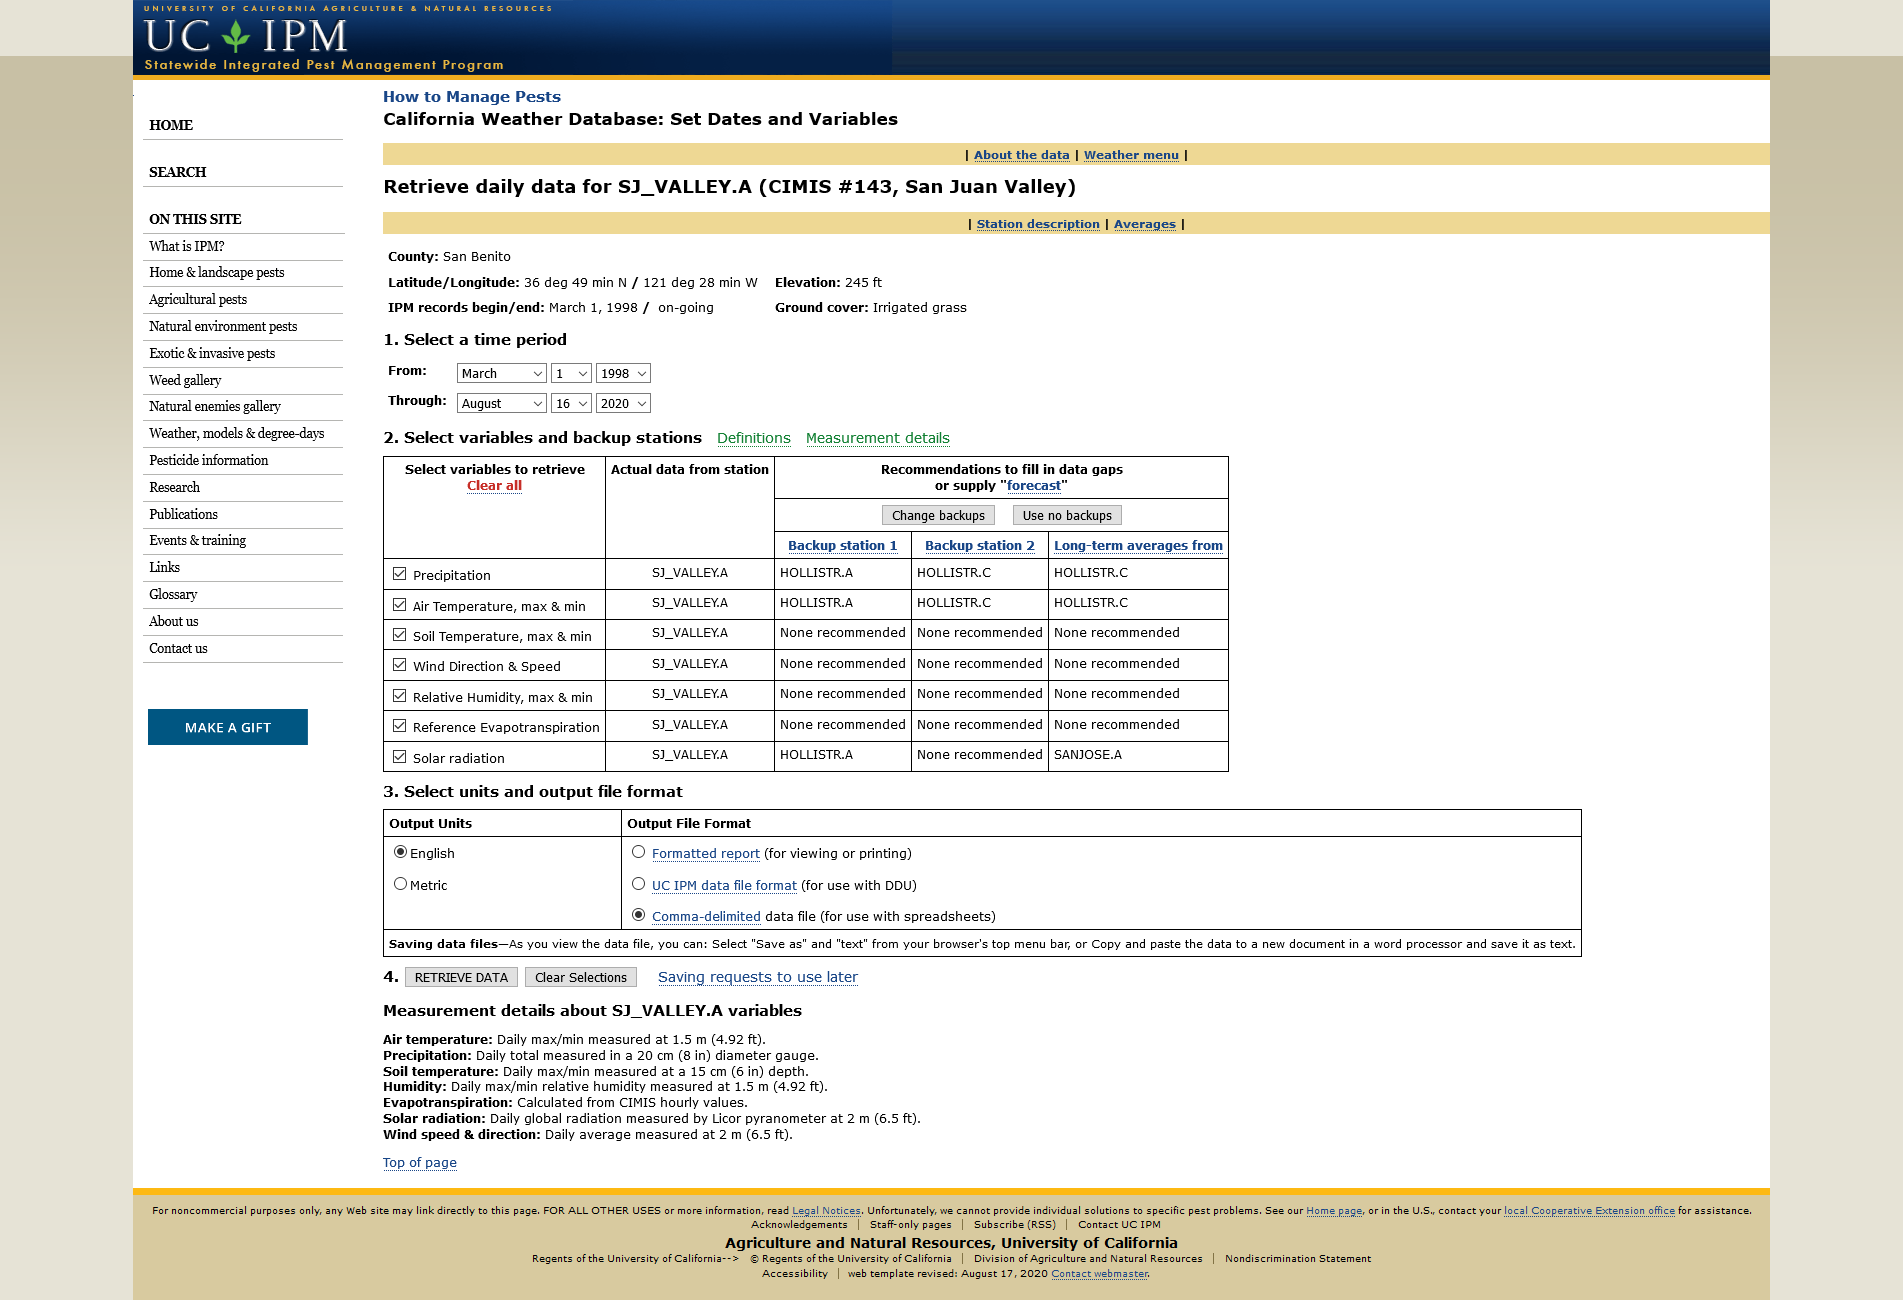 UNIVERSITY OF CALIFORNIA AGRICULTURE & NATURAL RESOURCES
UC IPM
Statewide Integrated Pest Management Program
HOME
SEARCH
ON THIS SITE
What is IPM?
Home & landscape pests
Agricultural pests
Natural environment pests
Exotic & invasive pests
Weed gallery
Natural enemies gallery
Weather, models & degree-days
Pesticide information
Research
Publications
Events & training
Links
Glossary
About us
Contact us
MAKE A GIFT
How to Manage Pests
California Weather Database: Set Dates and Variables
| About the data | Weather menu |
Retrieve daily data for SJ_VALLEY.A (CIMIS #143, San Juan Valley)
| Station description | Averages |
County: San Benito
Latitude/Longitude: 36 deg 49 min N / 121 deg 28 min W Elevation: 245 ft
IPM records begin/end: March 1, 1998 / on-going Ground cover: Irrigated grass
1. Select a time period
From: March 1 1998
Through: August 16 2020
2. Select variables and backup stations Definitions Measurement details
Select variables to retrieve Actual data from station Recommendations to fill in data gaps
Clear all or supply "forecast"
Change backups Use no backups
Backup station 1 Backup station 2 Long-term averages from
Precipitation SJ_VALLEY.A HOLLISTR.A HOLLISTR.C HOLLISTR.C
Air Temperature, max & min SJ_VALLEY.A HOLLISTR.A HOLLISTR.C HOLLISTR.C
Soil Temperature, max & min SJ_VALLEY.A None recommended None recommended None recommended
Wind Direction & Speed SJ_VALLEY.A None recommended None recommended None recommended
Relative Humidity, max & min SJ_VALLEY.A None recommended None recommended None recommended
Reference Evapotranspiration SJ_VALLEY.A None recommended None recommended None recommended
Solar radiation SJ_VALLEY.A HOLLISTR.A None recommended SANJOSE.A
3. Select units and output file format
Output Units Output File Format
English Formatted report (for viewing or printing)
Metric UC IPM data file format (for use with DDU)
Comma-delimited data file (for use with spreadsheets)
Saving data files—As you view the data file, you can: Select "Save as" and "text" from your browser's top menu bar, or Copy and paste the data to a new document in a word processor and save it as text.
4. RETRIEVE DATA Clear Selections Saving requests to use later
Measurement details about SJ_VALLEY.A variables
Air temperature: Daily max/min measured at 1.5 m (4.92 ft).
Precipitation: Daily total measured in a 20 cm (8 in) diameter gauge.
Soil temperature: Daily max/min measured at a 15 cm (6 in) depth.
Humidity: Daily max/min relative humidity measured at 1.5 m (4.92 ft).
Evapotranspiration: Calculated from CIMIS hourly values.
Solar radiation: Daily global radiation measured by Licor pyranometer at 2 m (6.5 ft).
Wind speed & direction: Daily average measured at 2 m (6.5 ft).
Top of page
For noncommercial purposes only, any Web site may link directly to this page. FOR ALL OTHER USES or more information, read Legal Notices. Unfortunately, we cannot provide individual solutions to specific pest problems. See our Home page, or in the U.S., contact your local Cooperative Extension office for assistance.
Acknowledgements | Staff-only pages | Subscribe (RSS) | Contact UC IPM
Agriculture and Natural Resources, University of California
Regents of the University of California--> © Regents of the University of California | Division of Agriculture and Natural Resources | Nondiscrimination Statement
Accessibility | web template revised: August 17, 2020 Contact webmaster.